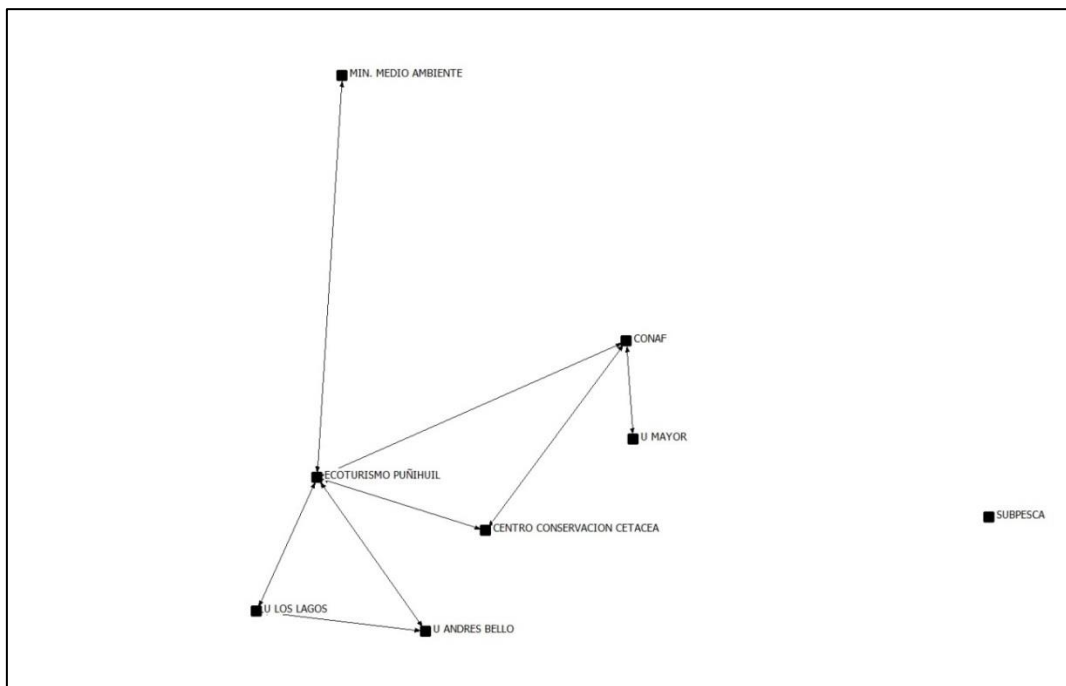 MIN. MEDIO AMBIENTE
CONAF
U MAYOR
ECOTURISMO PUÑIHUIL
SUBPESCA
CENTRO CONSERVACION CETACEA
U LOS LAGOS
U ANDRES BELLO